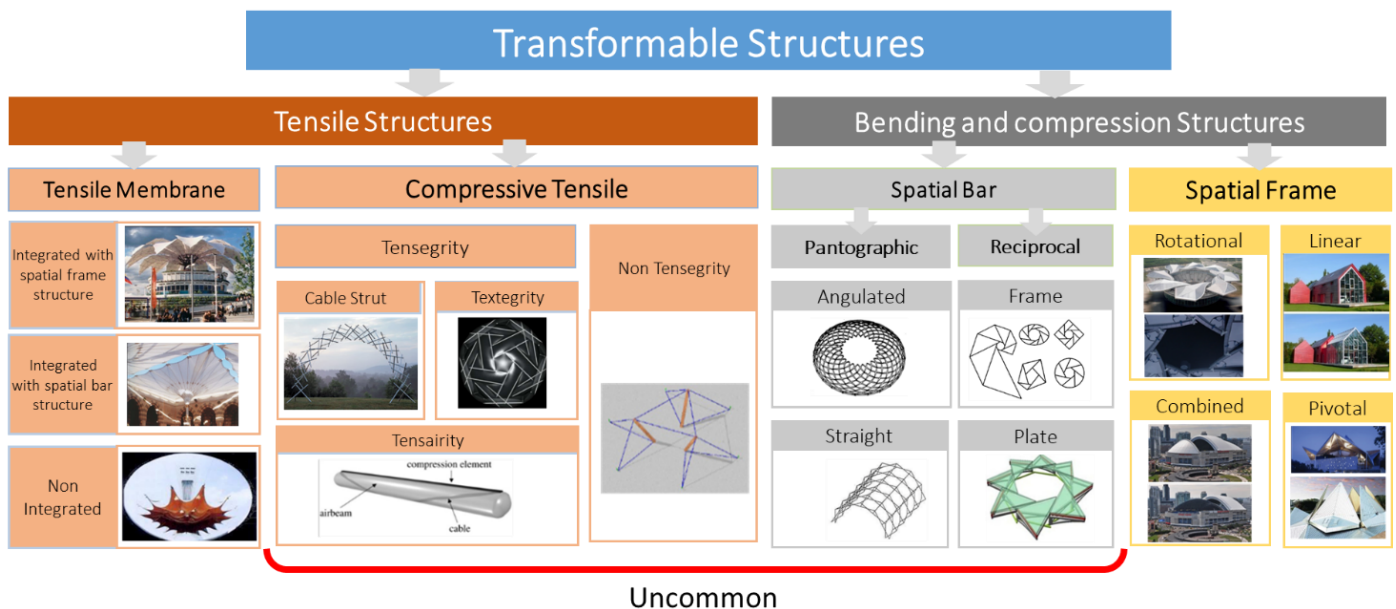 Transformable Structures
Tensile Structures
Bending and compression Structures
Tensile Membrane
Compressive Tensile
Spatial Bar
Spatial Frame
Integrated with
spatial frame
structure
Integrated
with spatial bar
structure
Non
Integrated
Tensegrity
Non Tensegrity
Cable Strut
Textegrity
Tensairity
compression element
airbeam
cable
Pantographic
Reciprocal
Angulated
Frame
Straight
Plate
Rotational
Linear
Combined
Pivotal
Uncommon